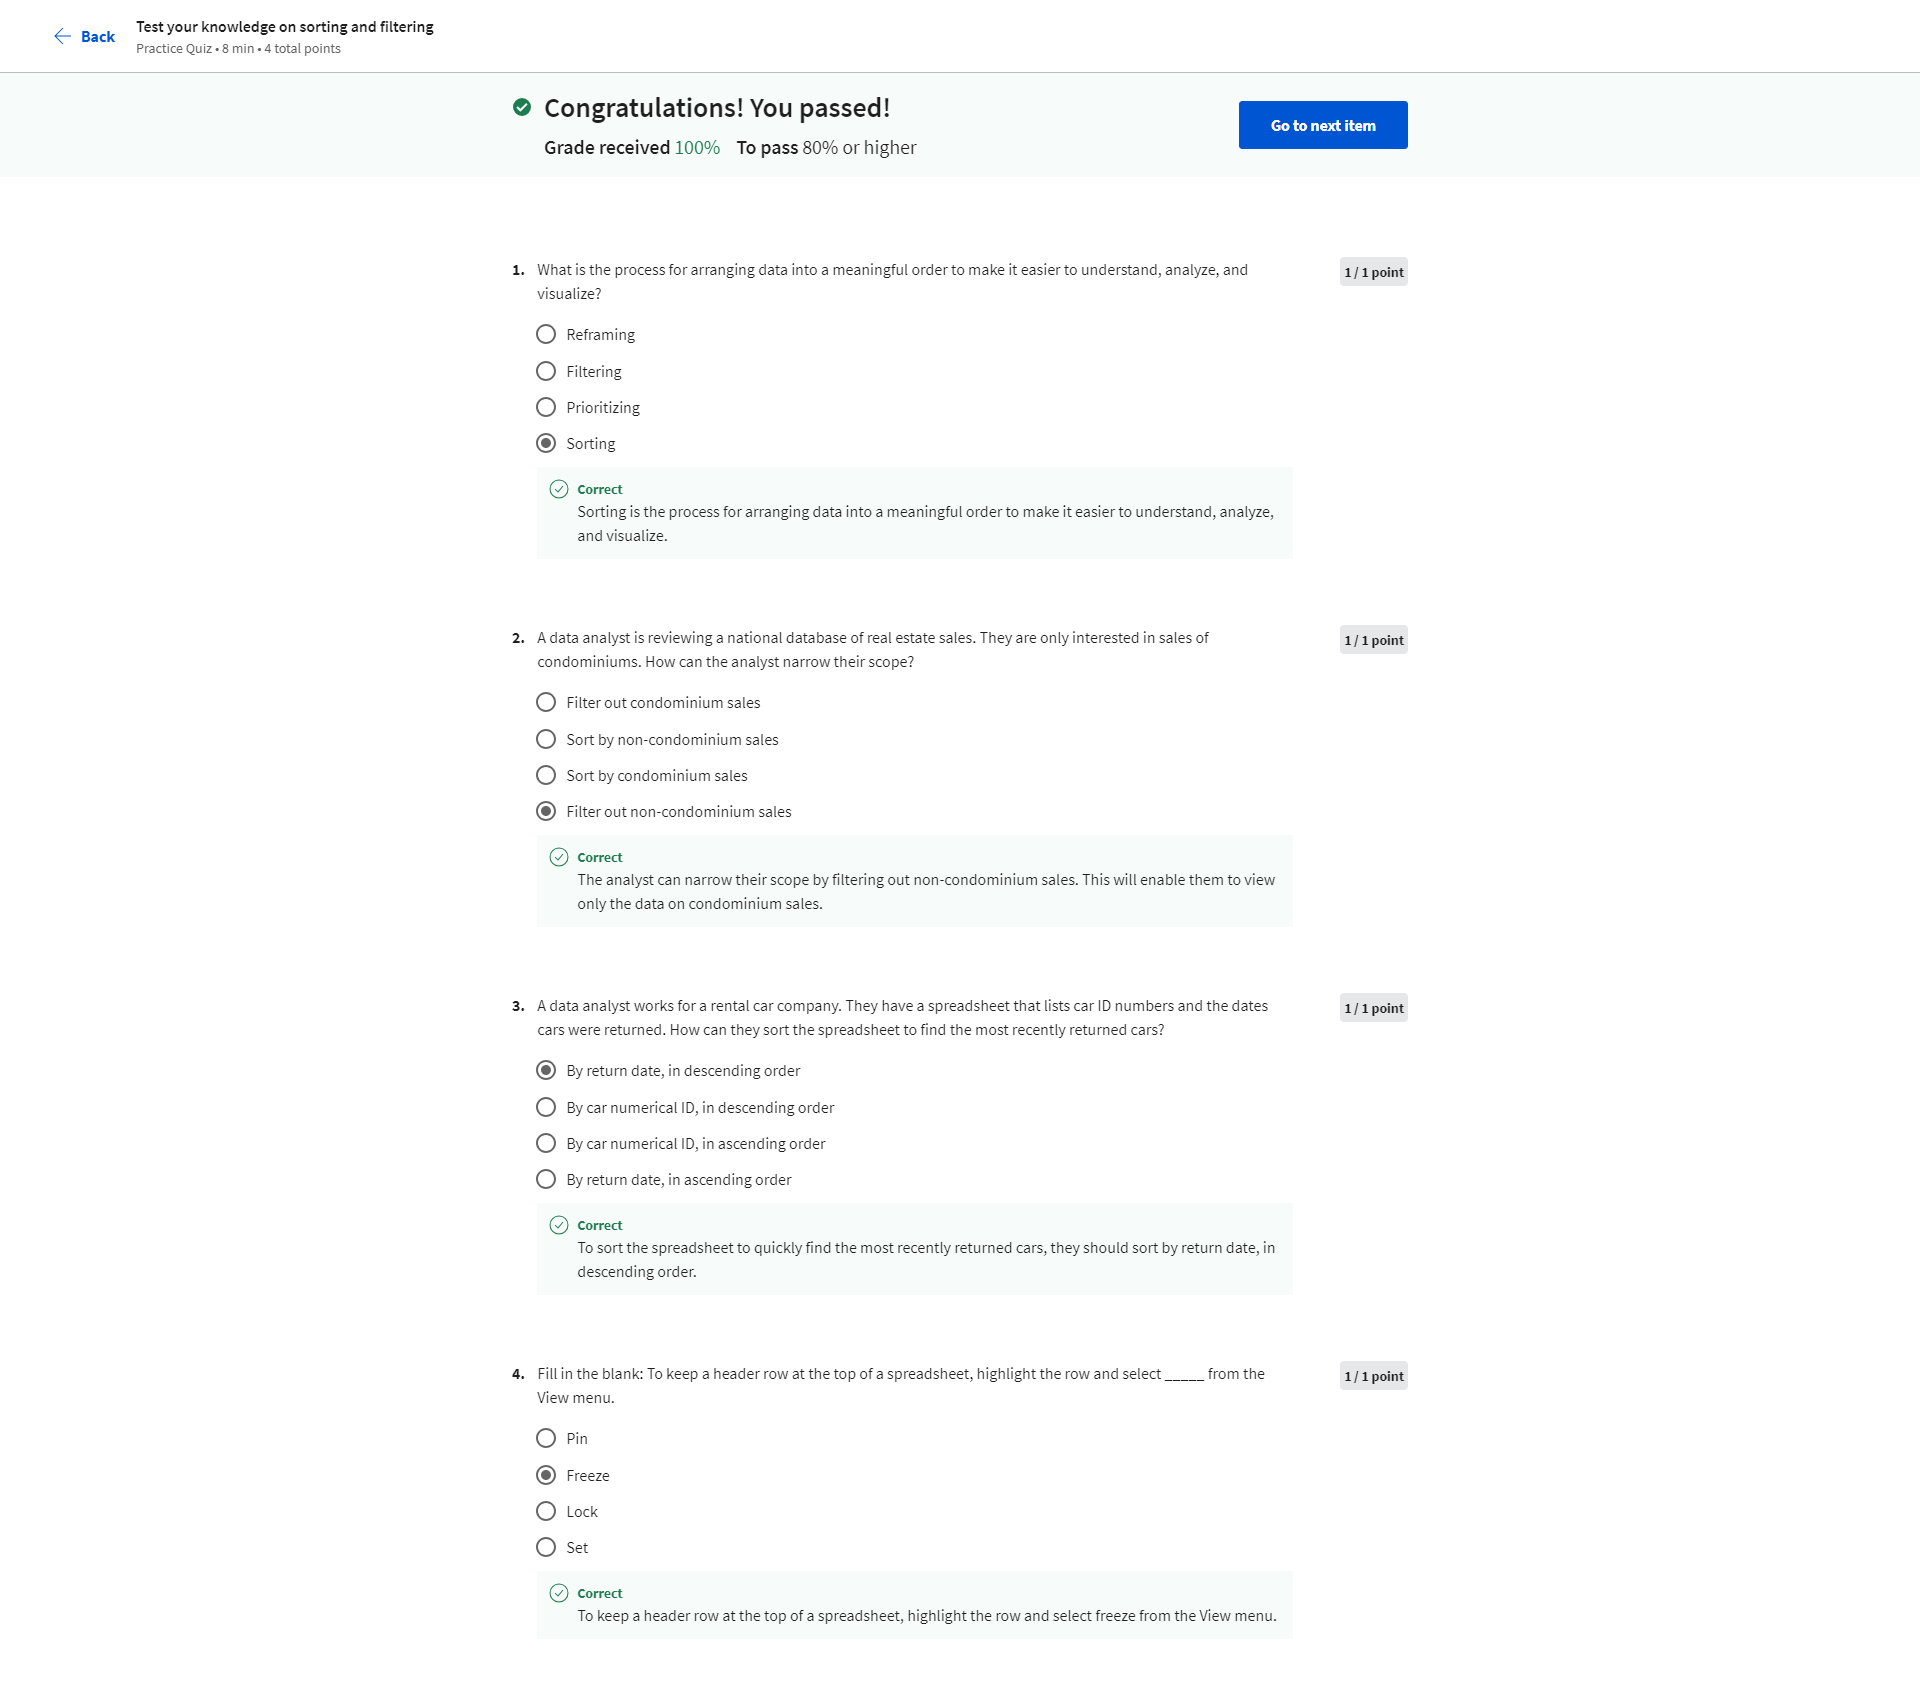 Back
Test your knowledge on sorting and filtering
Practice Quiz • 8 min • 4 total points
Congratulations! You passed!
Grade received 100% To pass 80% or higher
Go to next item
1. What is the process for arranging data into a meaningful order to make it easier to understand, analyze, and
visualize?
1 / 1 point
Reframing
Filtering
Prioritizing
Sorting
Correct
Sorting is the process for arranging data into a meaningful order to make it easier to understand, analyze,
and visualize.
2. A data analyst is reviewing a national database of real estate sales. They are only interested in sales of
condominiums. How can the analyst narrow their scope?
1 / 1 point
Filter out condominium sales
Sort by non-condominium sales
Sort by condominium sales
Filter out non-condominium sales
Correct
The analyst can narrow their scope by filtering out non-condominium sales. This will enable them to view
only the data on condominium sales.
3. A data analyst works for a rental car company. They have a spreadsheet that lists car ID numbers and the dates
cars were returned. How can they sort the spreadsheet to find the most recently returned cars?
1 / 1 point
By return date, in descending order
By car numerical ID, in descending order
By car numerical ID, in ascending order
By return date, in ascending order
Correct
To sort the spreadsheet to quickly find the most recently returned cars, they should sort by return date, in
descending order.
4. Fill in the blank: To keep a header row at the top of a spreadsheet, highlight the row and select _____ from the
View menu.
1 / 1 point
Pin
Freeze
Lock
Set
Correct
To keep a header row at the top of a spreadsheet, highlight the row and select freeze from the View menu.